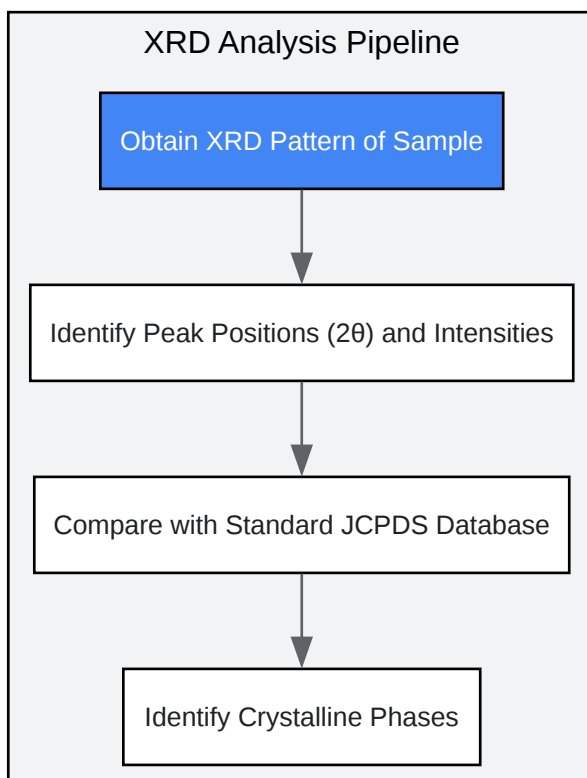 XRD Analysis Pipeline
Obtain XRD Pattern of Sample
Identify Peak Positions (2θ) and Intensities
Compare with Standard JCPDS Database
Identify Crystalline Phases